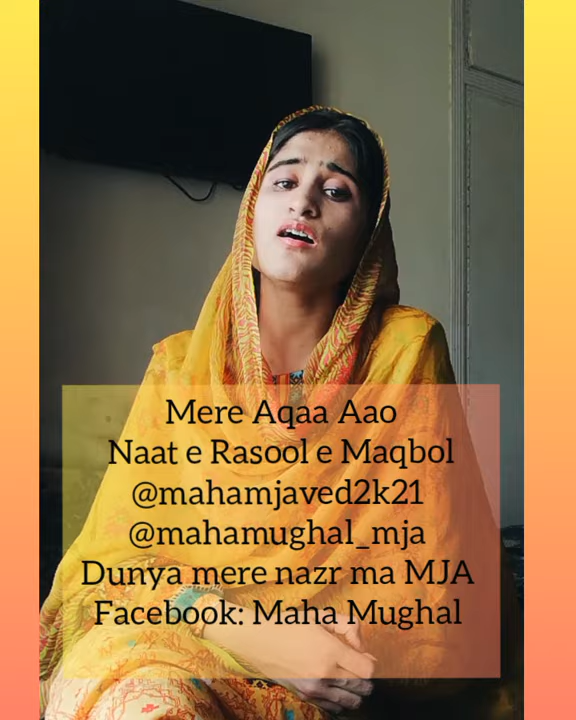 Mere Aqaa Aao
Naat e Rasool e Maqbol
@mahamjaved2k21
@mahamughal_mja
Dunya mere nazr ma MJA
Facebook: Maha Mughal